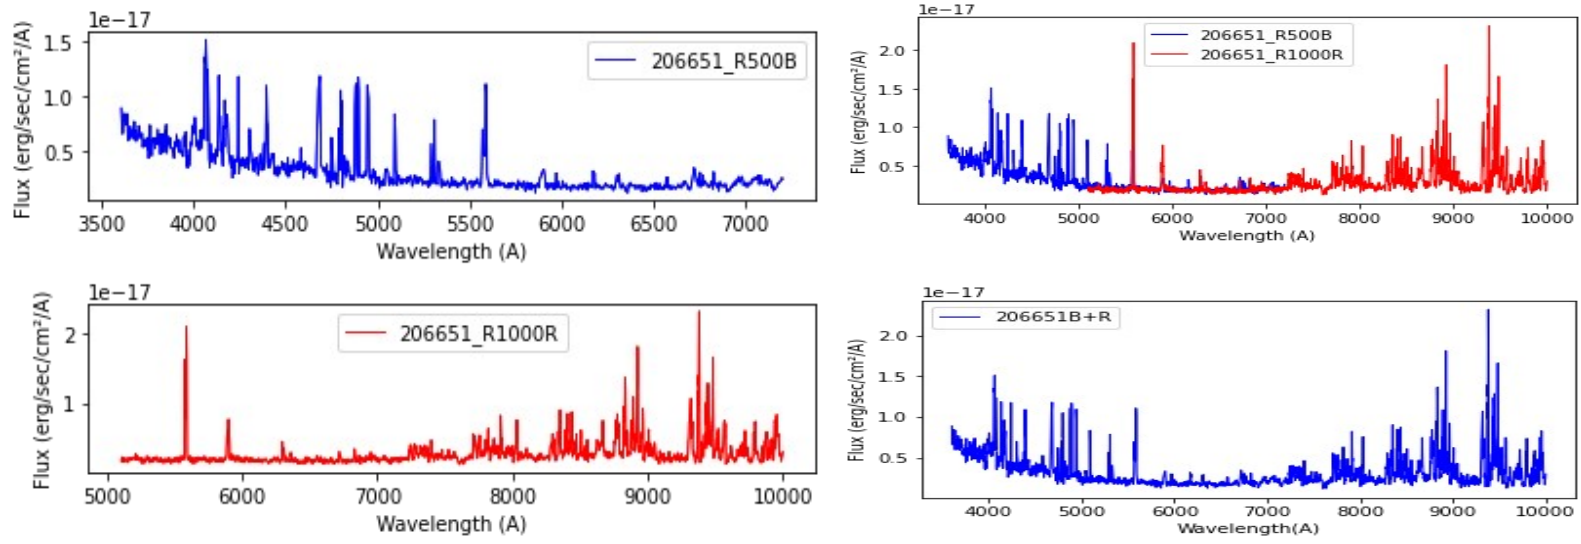 1e−17
Flux (erg/sec/cm²/A)
1.5
1.0
0.5
206651_R500B
3500 4000 4500 5000 5500 6000 6500 7000
Wavelength (A)
1e−17
Flux (erg/sec/cm²/A)
2.0
1.5
1.0
0.5
206651_R500B
206651_R1000R
4000 5000 6000 7000 8000 9000 10000
Wavelength (A)
1e−17
Flux (erg/sec/cm²/A)
2
1
206651_R1000R
5000 6000 7000 8000 9000 10000
Wavelength (A)
1e−17
Flux (erg/sec/cm²/A)
2.0
1.5
1.0
0.5
206651B+R
4000 5000 6000 7000 8000 9000 10000
Wavelength(A)